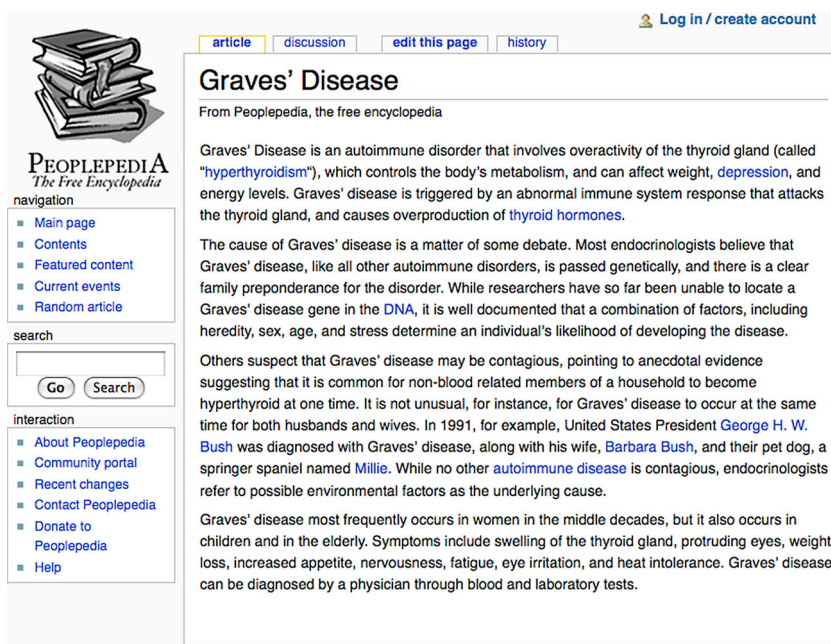 Log in / create account
article
discussion
edit this page
history
Graves' Disease
From Peoplepedia, the free encyclopedia
PEOPLEPEDIA
The Free Encyclopedia
navigation
Main page
Contents
Featured content
Current events
Random article
search
Go
Search
interaction
About Peoplepedia
Community portal
Recent changes
Contact Peoplepedia
Donate to
Peoplepedia
Help
Graves' Disease is an autoimmune disorder that involves overactivity of the thyroid gland (called
“hyperthyroidism“), which controls the body's metabolism, and can affect weight, depression, and
energy levels. Graves' disease is triggered by an abnormal immune system response that attacks
the thyroid gland, and causes overproduction of thyroid hormones.
The cause of Graves' disease is a matter of some debate. Most endocrinologists believe that
Graves' disease, like all other autoimmune disorders, is passed genetically, and there is a clear
family preponderance for the disorder. While researchers have so far been unable to locate a
Graves' disease gene in the DNA, it is well documented that a combination of factors, including
heredity, sex, age, and stress determine an individual's likelihood of developing the disease.
Others suspect that Graves' disease may be contagious, pointing to anecdotal evidence
suggesting that it is common for non-blood related members of a household to become
hyperthyroid at one time. It is not unusual, for instance, for Graves' disease to occur at the same
time for both husbands and wives. In 1991, for example, United States President George H. W.
Bush was diagnosed with Graves' disease, along with his wife, Barbara Bush, and their pet dog, a
springer spaniel named Millie. While no other autoimmune disease is contagious, endocrinologists
refer to possible environmental factors as the underlying cause.
Graves' disease most frequently occurs in women in the middle decades, but it also occurs in
children and in the elderly. Symptoms include swelling of the thyroid gland, protruding eyes, weight
loss, increased appetite, nervousness, fatigue, eye irritation, and heat intolerance. Graves' disease
can be diagnosed by a physician through blood and laboratory tests.